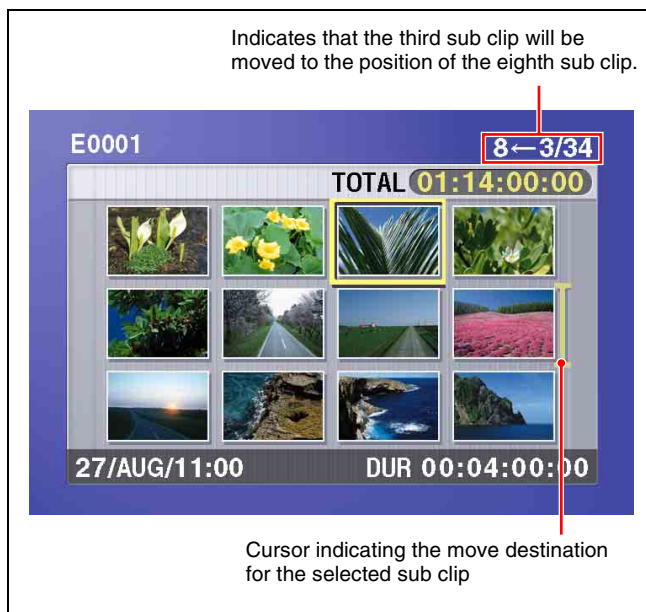 Indicates that the third sub clip will be
moved to the position of the eighth sub clip.
E0001
8←3/34
TOTAL 01:14:00:00
27/AUG/11:00
DUR 00:04:00:00
Cursor indicating the move destination
for the selected sub clip